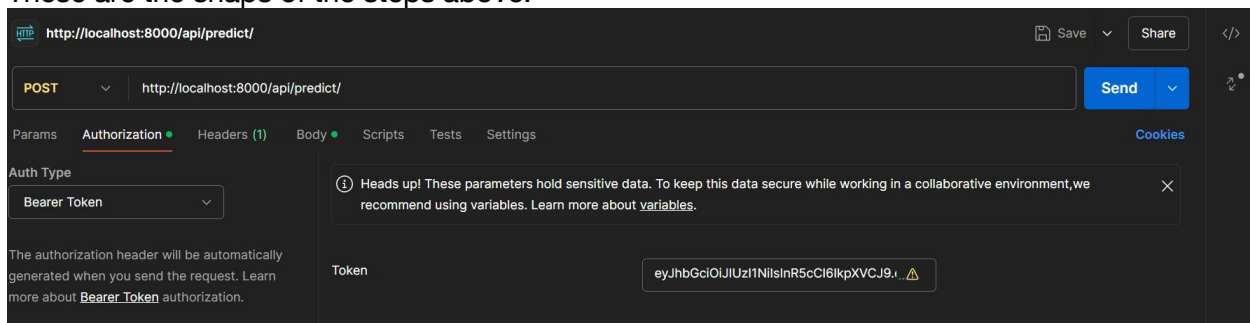 These are the shape of the steps above.
HTTP http://localhost:8000/api/predict/ Save Share </>
POST http://localhost:8000/api/predict/ Send
Params Authorization Headers (1) Body Scripts Tests Settings Cookies
Auth Type
Bearer Token
Heads up! These parameters hold sensitive data. To keep this data secure while working in a collaborative environment,we
recommend using variables. Learn more about variables.
The authorization header will be automatically
generated when you send the request. Learn
more about Bearer Token authorization.
Token eyJhbGciOiJIUzI1NiIsInR5cCI6IkpXVCJ9.